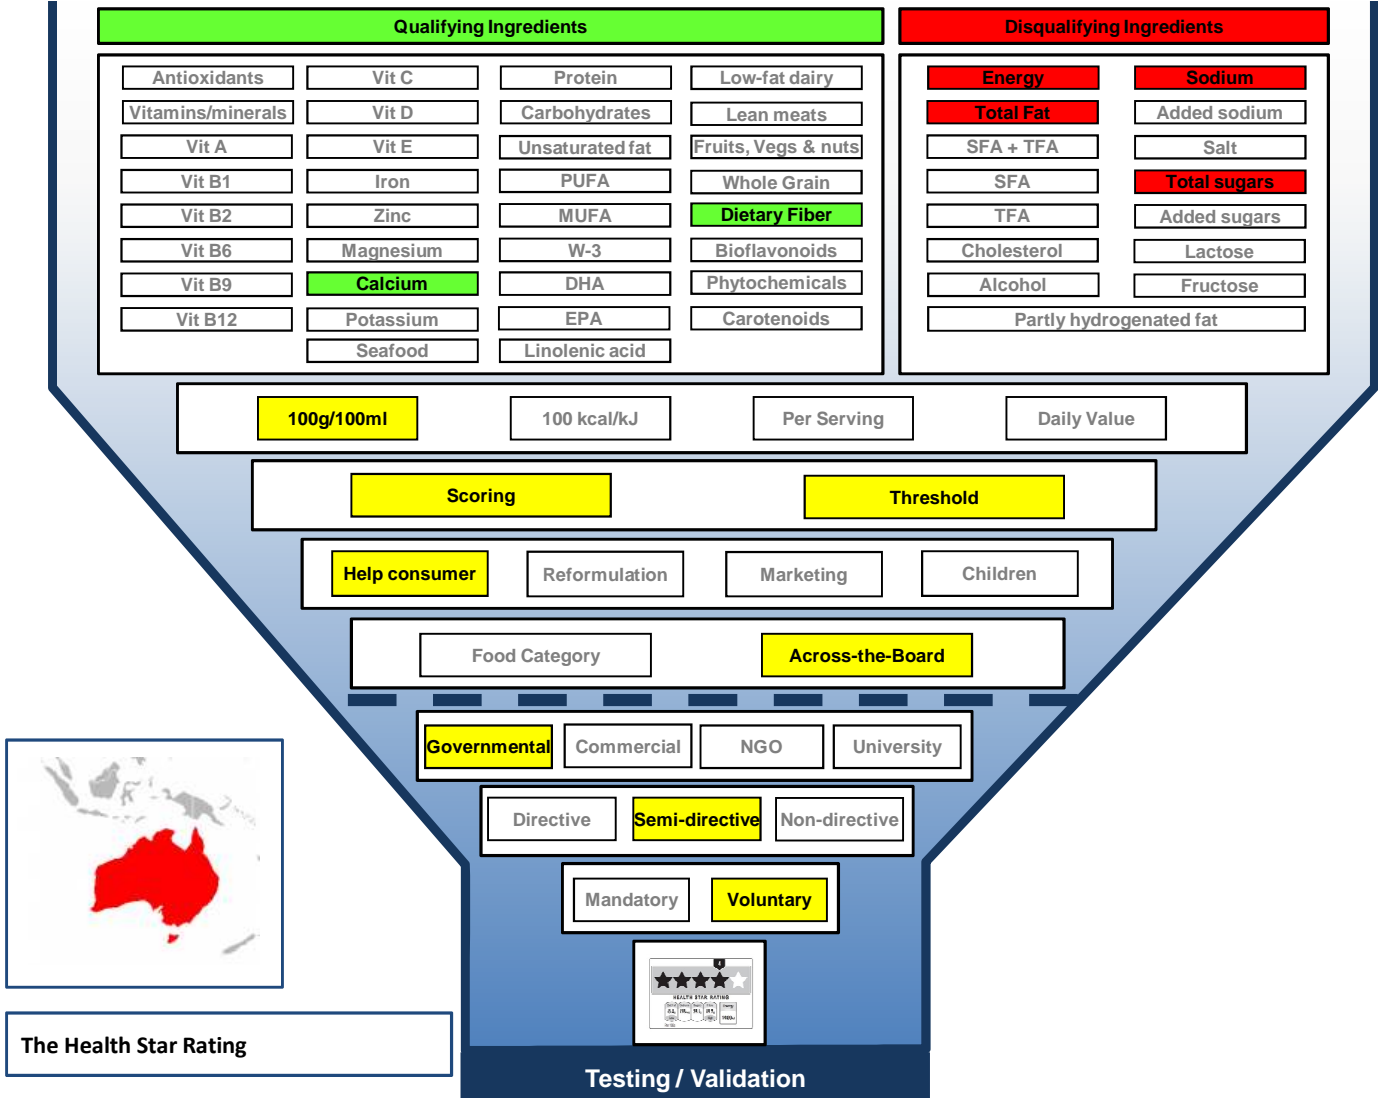 Qualifying Ingredients
Disqualifying Ingredients
Antioxidants Vit C Protein Low-fat dairy Energy Sodium
Vitamins/minerals Vit D Carbohydrates Lean meats Total Fat Added sodium
Vit A Vit E Unsaturated fat Fruits, Vegs & nuts SFA + TFA Salt
Vit B1 Iron PUFA Whole Grain SFA Total sugars
Vit B2 Zinc MUFA Dietary Fiber TFA Added sugars
Vit B6 Magnesium W-3 Bioflavonoids Cholesterol Lactose
Vit B9 Calcium DHA Phytochemicals Alcohol Fructose
Vit B12 Potassium EPA Carotenoids Partly hydrogenated fat
Seafood Linolenic acid
100g/100ml 100 kcal/kJ Per Serving Daily Value
Scoring Threshold
Help consumer Reformulation Marketing Children
Food Category Across-the-Board
Governmental Commercial NGO University
Directive Semi-directive Non-directive
Mandatory Voluntary
4
HEALTH STAR RATING
The Health Star Rating
Testing / Validation